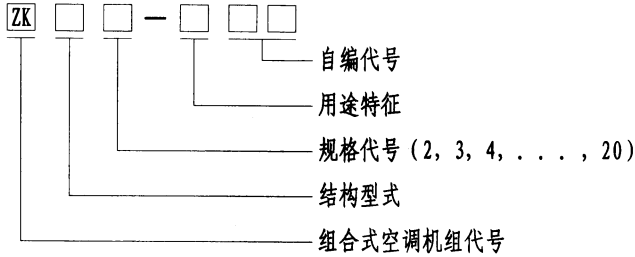 ZK □ □ — □ □ □
自编代号
用途特征
规格代号(2, 3, 4, . . . , 20)
结构型式
组合式空调机组代号